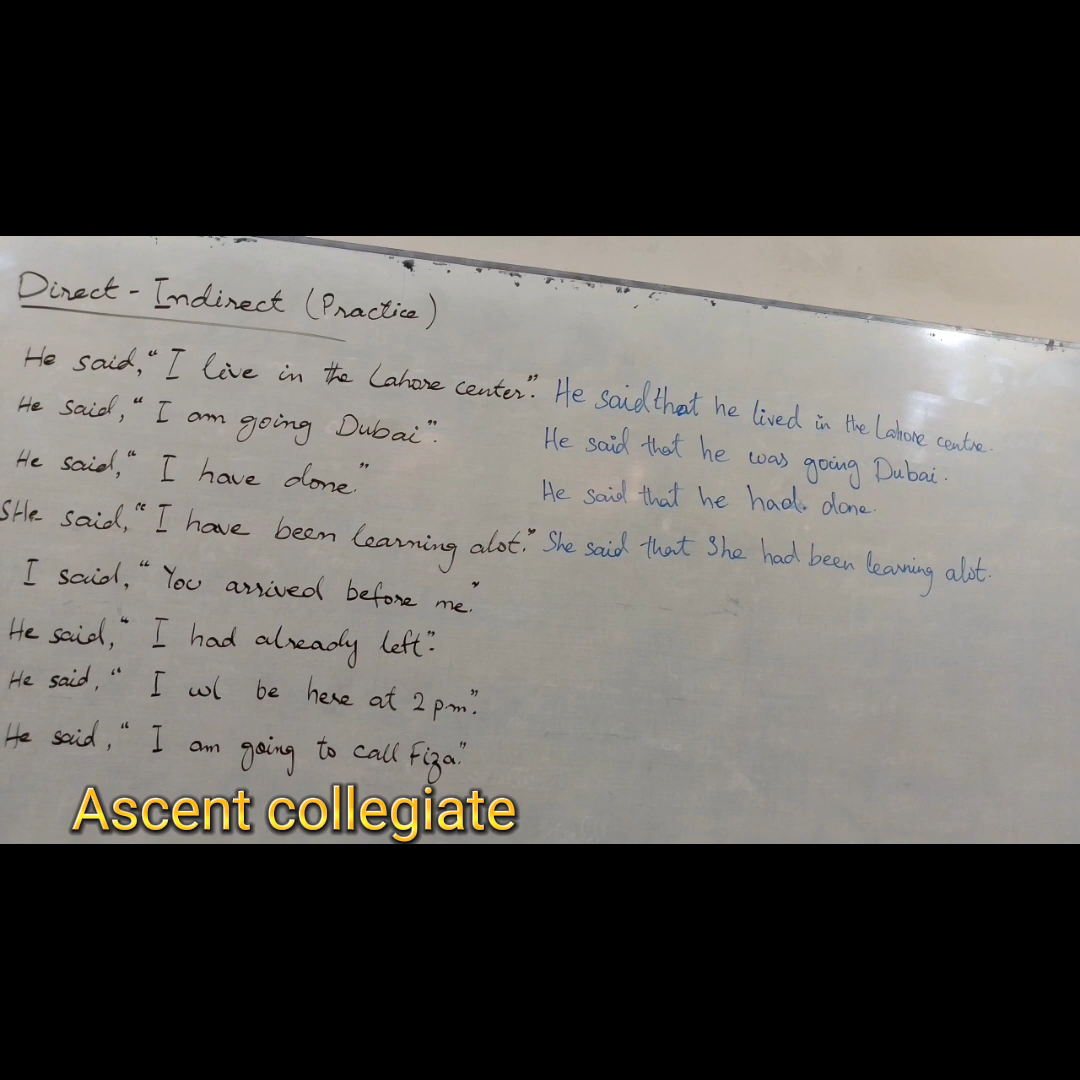 Direct - Indirect (Practice)
He said, "I live in the Lahore center". He said that he lived in the Lahore centre.
He said, "I am going Dubai". He said that he was going Dubai.
He said, "I have done." He said that he had done.
SHe said, "I have been learning alot." She said that She had been learning alot.
I said, "You arrived before me."
He said, "I had already left".
He said, "I wl be here at 2 pm".
He said, "I am going to call Fiza."
Ascent collegiate